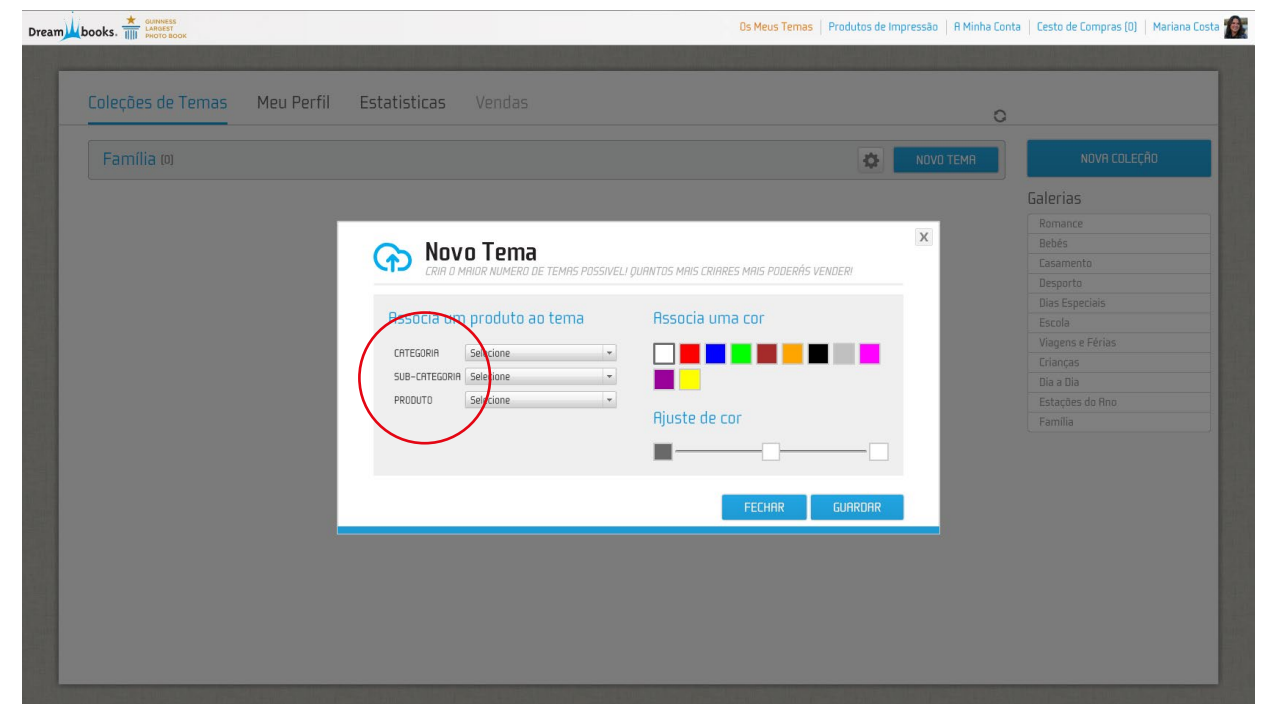 Dream books. GUINNESS LARGEST PHOTO BOOK
Os Meus Temas | Produtos de Impressão | A Minha Conta | Cesto de Compras (0) | Mariana Costa
Coleções de Temas Meu Perfil Estatisticas Vendas
Família (0) NOVO TEMA NOVA COLEÇÃO
Galerias
Romance
Bebés
Casamento
Desporto
Dias Especiais
Escola
Viagens e Férias
Crianças
Dia a Dia
Estações do Ano
Família
X
Novo Tema
CRIA O MAIOR NUMERO DE TEMAS POSSIVEL! QUANTOS MAIS CRIARES MAIS PODERÁS VENDER!
Associa um produto ao tema
CATEGORIA Selecione
SUB-CATEGORIA Selecione
PRODUTO Selecione
Associa uma cor
Ajuste de cor
FECHAR GUARDAR